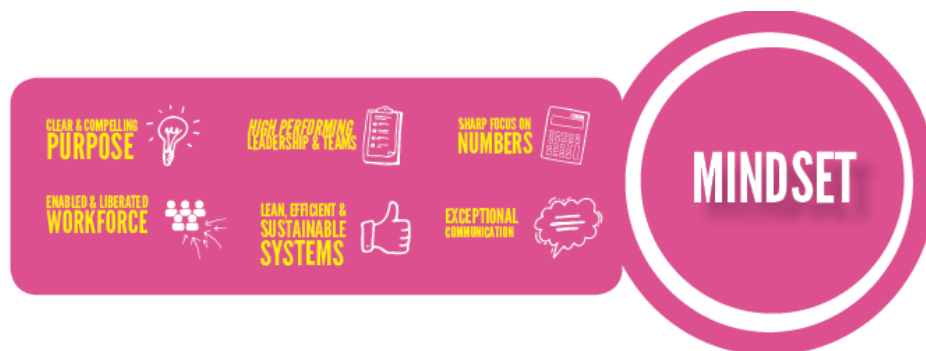 CLEAR & COMPELLING
PURPOSE
HIGH PERFORMING
LEADERSHIP & TEAMS
SHARP FOCUS ON
NUMBERS
ENABLED & LIBERATED
WORKFORCE
LEAN, EFFICIENT &
SUSTAINABLE
SYSTEMS
EXCEPTIONAL
COMMUNICATION
MINDSET